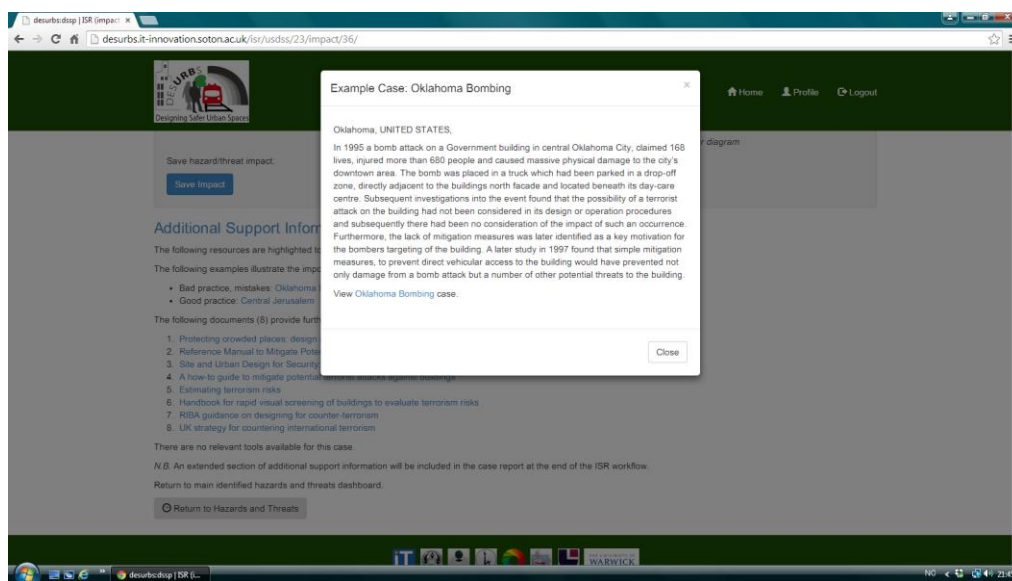 desurbs:dssp | ISR (impact
desurbs.it-innovation.soton.ac.uk/isr/usdss/23/impact/36/
DESURBS
Designing Safer Urban Spaces
Home Profile Logout
Example Case: Oklahoma Bombing ×
Oklahoma, UNITED STATES,
In 1995 a bomb attack on a Government building in central Oklahoma City, claimed 168
lives, injured more than 680 people and caused massive physical damage to the city's
downtown area. The bomb was placed in a truck which had been parked in a drop-off
zone, directly adjacent to the buildings north facade and located beneath its day-care
centre. Subsequent investigations into the event found that the possibility of a terrorist
attack on the building had not been considered in its design or operation procedures
and subsequently there had been no consideration of the impact of such an occurrence.
Furthermore, the lack of mitigation measures was later identified as a key motivation for
the bombers targeting of the building. A later study in 1997 found that simple mitigation
measures, to prevent direct vehicular access to the building would have prevented not
only damage from a bomb attack but a number of other potential threats to the building.
View Oklahoma Bombing case.
Close
diagram
Save hazard/threat impact.
Save Impact
Additional Support Infor
The following resources are highlighted to
The following examples illustrate the impo
• Bad practice, mistakes: Oklahoma
• Good practice: Central Jerusalem
The following documents (8) provide furth
1. Protecting crowded places: design
2. Reference Manual to Mitigate Pote
3. Site and Urban Design for Security
4. A how-to guide to mitigate potential terrorist attacks against buildings
5. Estimating terrorism risks
6. Handbook for rapid visual screening of buildings to evaluate terrorism risks
7. RIBA guidance on designing for counter-terrorism
8. UK strategy for countering international terrorism
There are no relevant tools available for this case.
N.B. An extended section of additional support information will be included in the case report at the end of the ISR workflow.
Return to main identified hazards and threats dashboard.
Return to Hazards and Threats
iT
WARWICK
desurbs:dssp | ISR (i...
NO